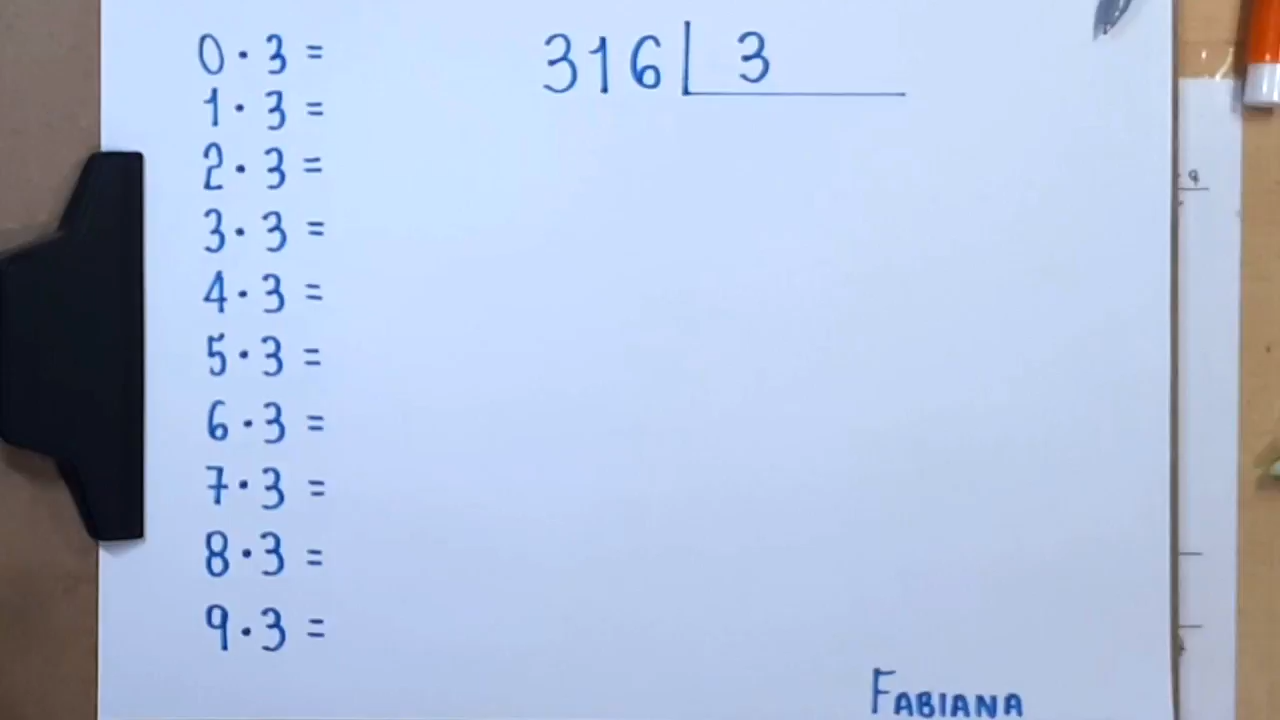 0 · 3 =
1 · 3 =
2 · 3 =
3 · 3 =
4 · 3 =
5 · 3 =
6 · 3 =
7 · 3 =
8 · 3 =
9 · 3 =
316 | 3
9
FABIANA